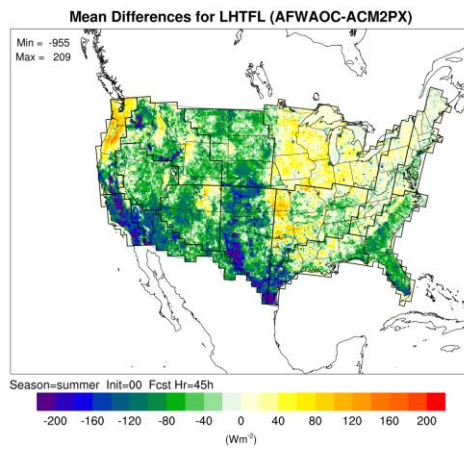 Mean Differences for LHTFL (AFWAOC-ACM2PX)
Min = -955
Max = 209
Season=summer Init=00 Fcst Hr=45h
-200 -160 -120 -80 -40 0 40 80 120 160 200
(Wm⁻²)